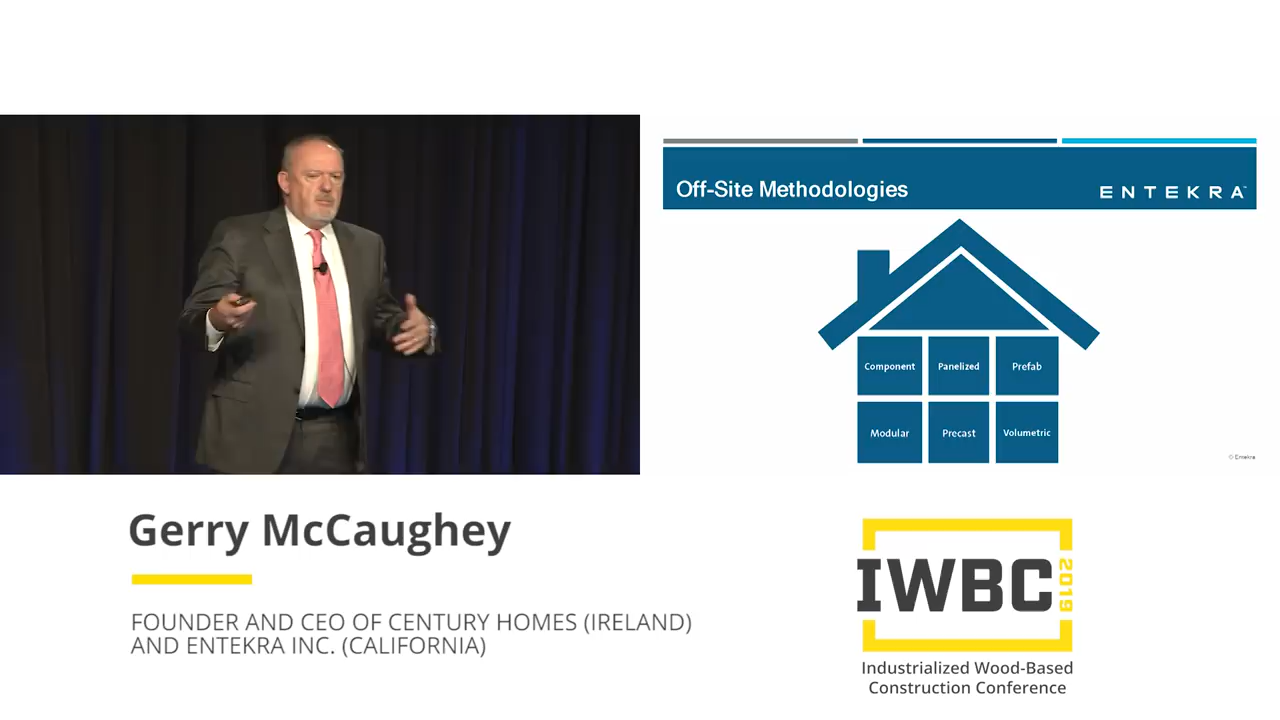 Off-Site Methodologies
ENTEKRA™
Component
Panelized
Prefab
Modular
Precast
Volumetric
© Entekra
Gerry McCaughey
FOUNDER AND CEO OF CENTURY HOMES (IRELAND)
AND ENTEKRA INC. (CALIFORNIA)
IWBC
2019
Industrialized Wood-Based
Construction Conference